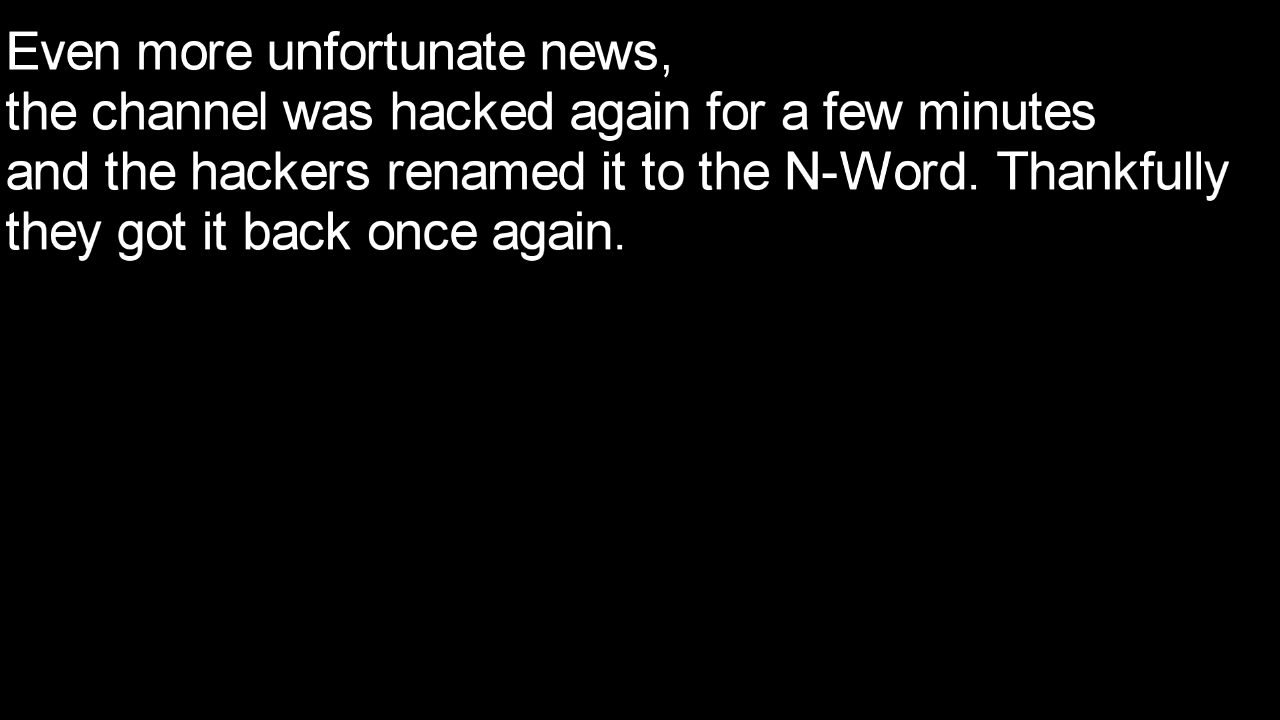 Even more unfortunate news,
the channel was hacked again for a few minutes
and the hackers renamed it to the N-Word. Thankfully
they got it back once again.